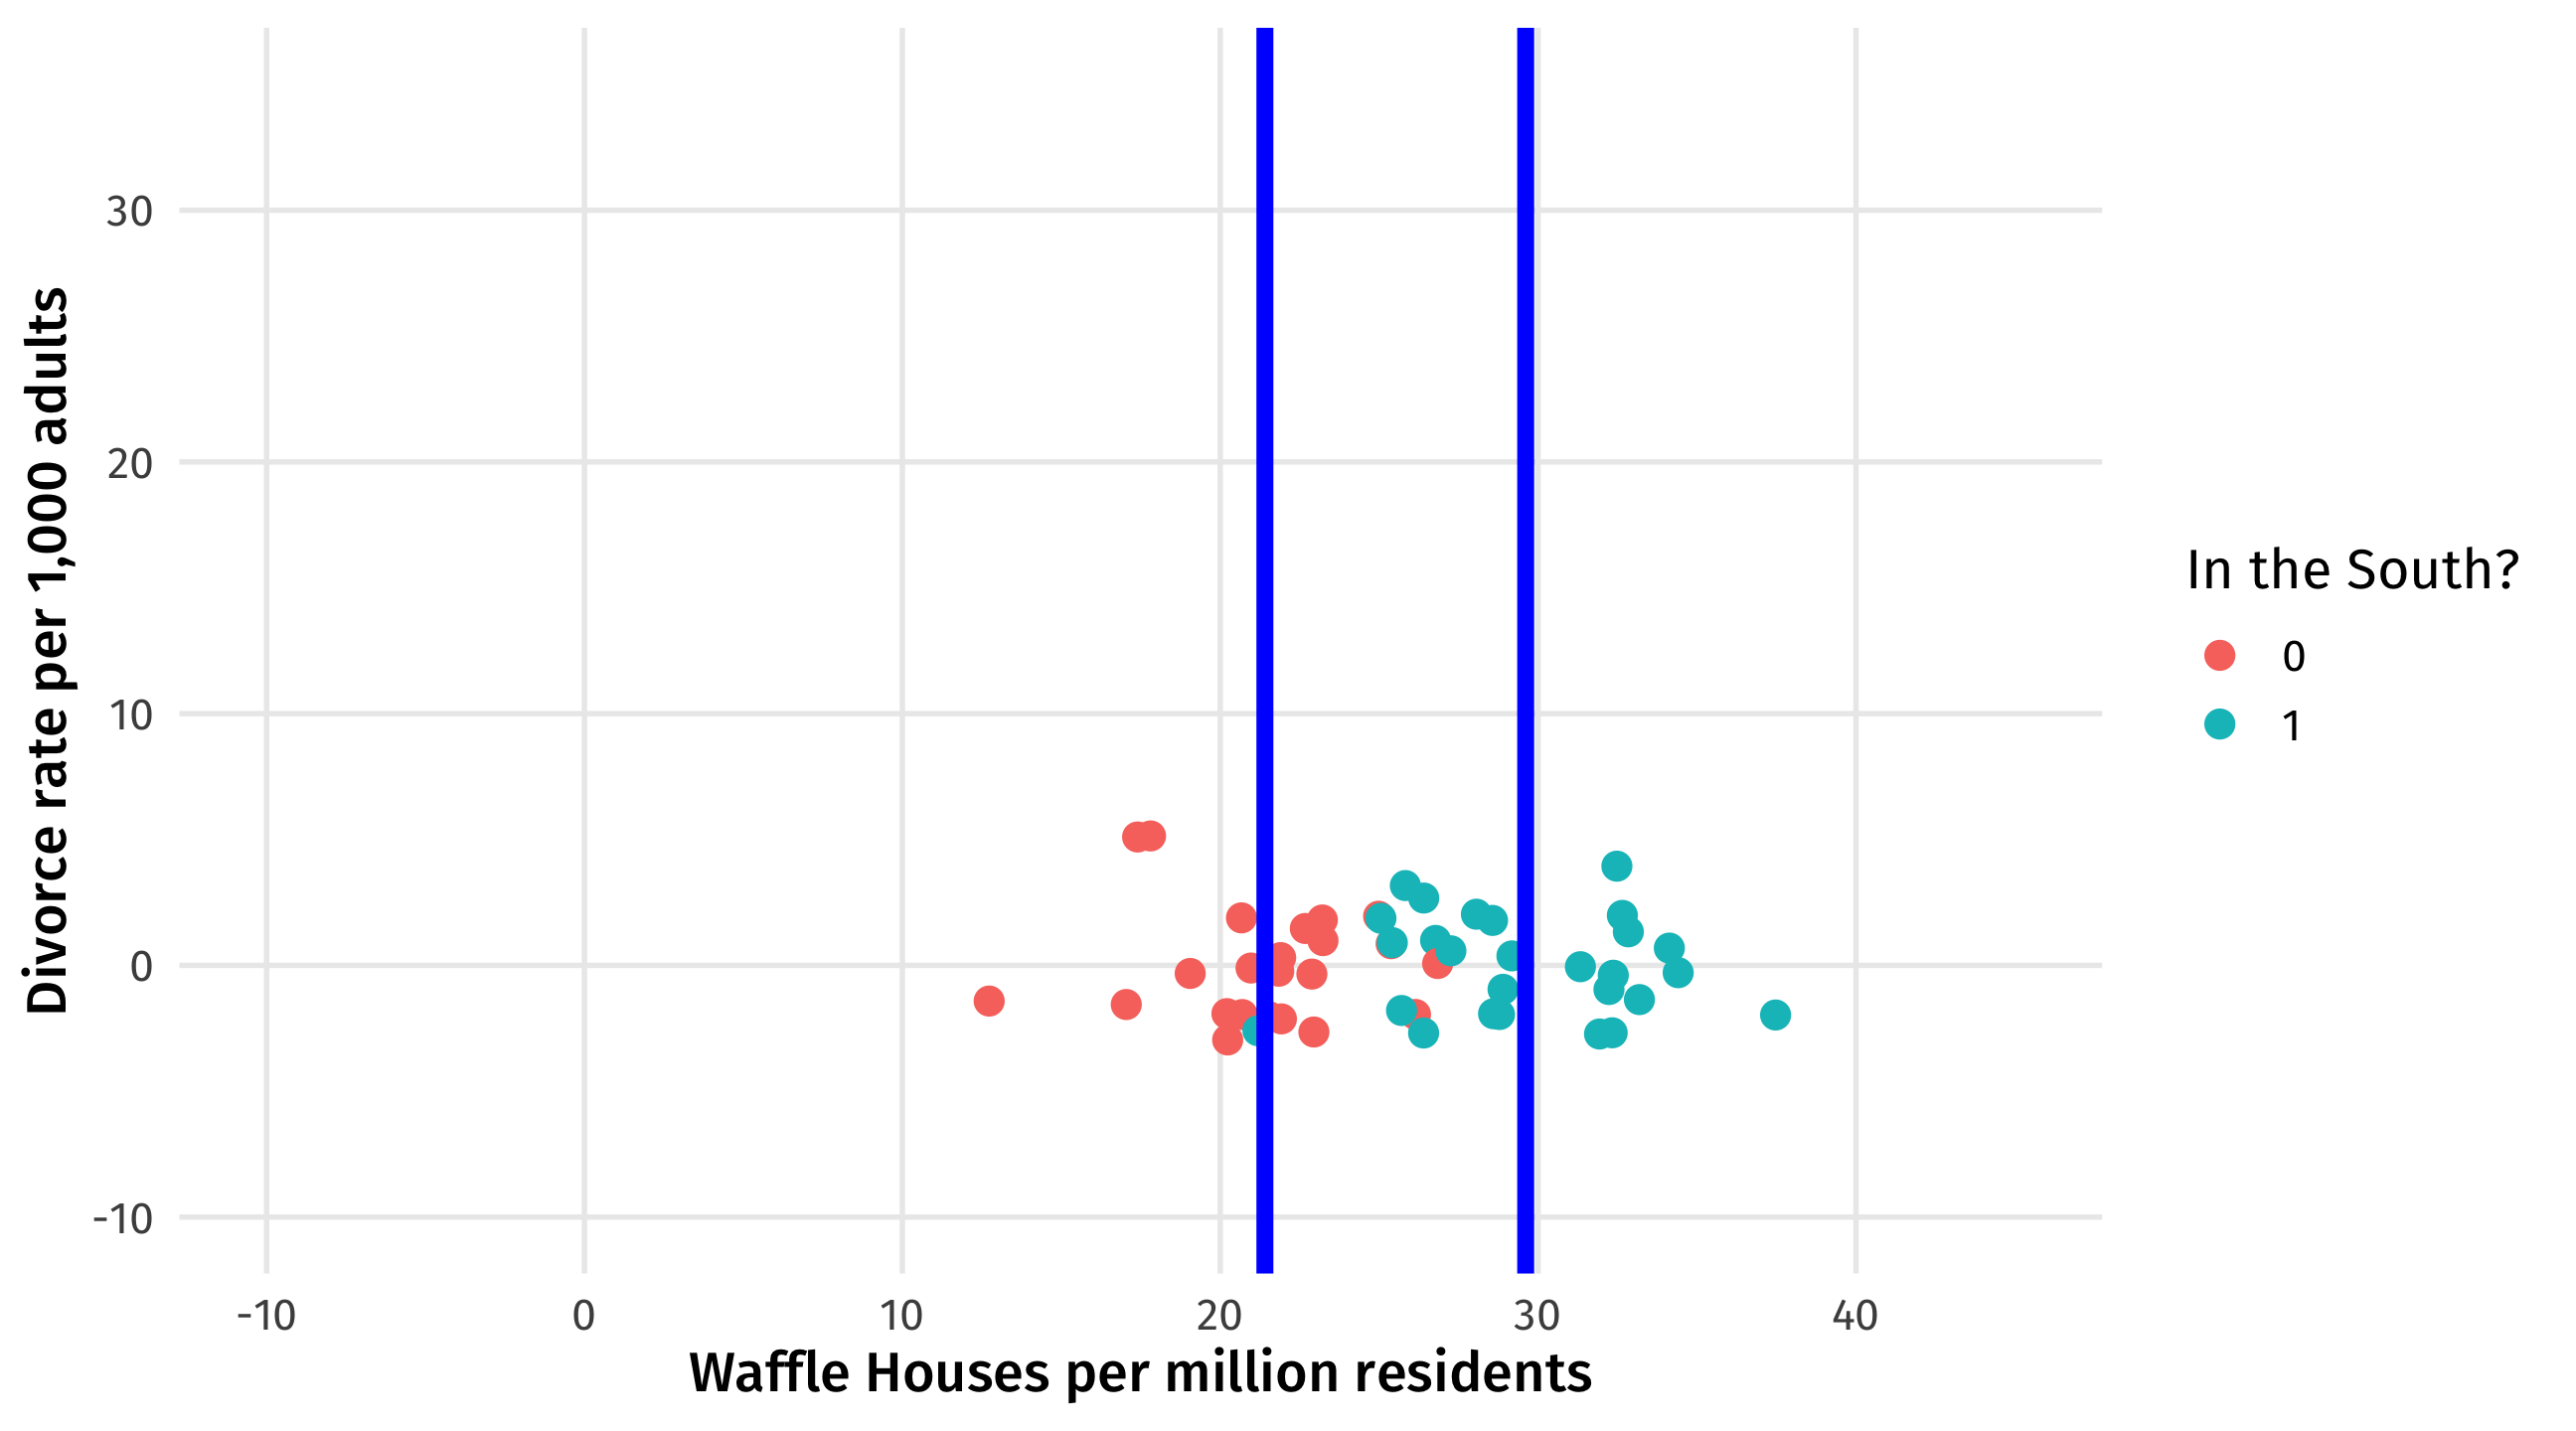 Divorce rate per 1,000 adults
30
20
10
0
-10
-10 0 10 20 30 40
Waffle Houses per million residents
In the South?
0
1